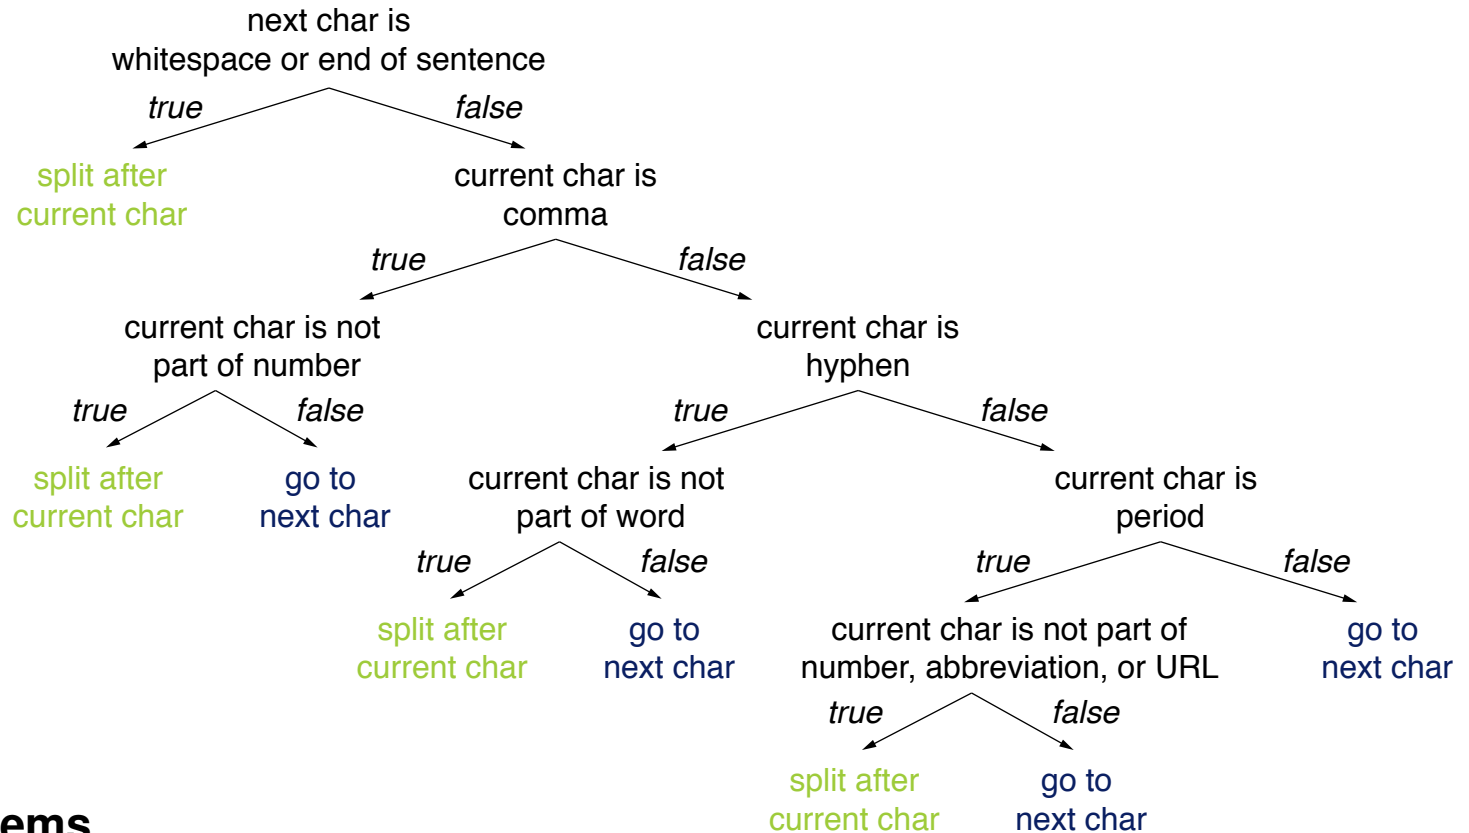 next char is
whitespace or end of sentence
true
false
split after
current char
current char is
comma
true
false
current char is not
part of number
current char is
hyphen
true
false
true
false
split after
current char
go to
next char
current char is not
part of word
current char is
period
true
false
true
false
split after
current char
go to
next char
current char is not part of
number, abbreviation, or URL
go to
next char
true
false
split after
current char
go to
next char
ems